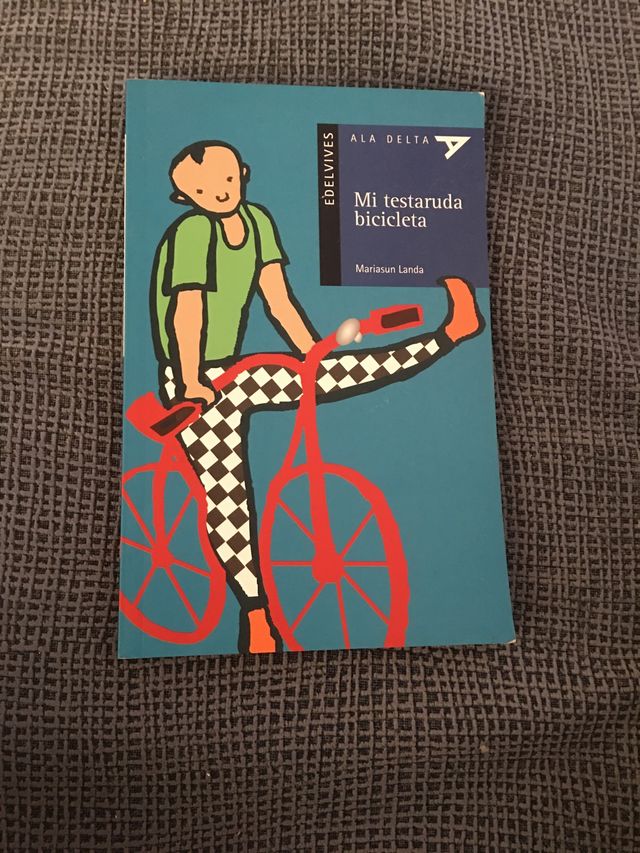 EDELVIVES
ALA DELTA
Mi testaruda
bicicleta
Mariasun Landa